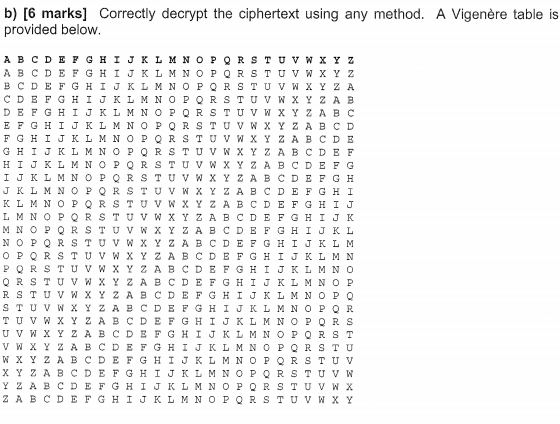 b) [6 marks] Correctly decrypt the ciphertext using any method. A Vigenère table is
provided below.
A B C D E F G H I J K L M N O P Q R S T U V W X Y Z
A B C D E F G H I J K L M N O P Q R S T U V W X Y Z
B C D E F G H I J K L M N O P Q R S T U V W X Y Z A
C D E F G H I J K L M N O P Q R S T U V W X Y Z A B
D E F G H I J K L M N O P Q R S T U V W X Y Z A B C
E F G H I J K L M N O P Q R S T U V W X Y Z A B C D
F G H I J K L M N O P Q R S T U V W X Y Z A B C D E
G H I J K L M N O P Q R S T U V W X Y Z A B C D E F
H I J K L M N O P Q R S T U V W X Y Z A B C D E F G
I J K L M N O P Q R S T U V W X Y Z A B C D E F G H
J K L M N O P Q R S T U V W X Y Z A B C D E F G H I
K L M N O P Q R S T U V W X Y Z A B C D E F G H I J
L M N O P Q R S T U V W X Y Z A B C D E F G H I J K
M N O P Q R S T U V W X Y Z A B C D E F G H I J K L
N O P Q R S T U V W X Y Z A B C D E F G H I J K L M
O P Q R S T U V W X Y Z A B C D E F G H I J K L M N
P Q R S T U V W X Y Z A B C D E F G H I J K L M N O
Q R S T U V W X Y Z A B C D E F G H I J K L M N O P
R S T U V W X Y Z A B C D E F G H I J K L M N O P Q
S T U V W X Y Z A B C D E F G H I J K L M N O P Q R
T U V W X Y Z A B C D E F G H I J K L M N O P Q R S
U V W X Y Z A B C D E F G H I J K L M N O P Q R S T
V W X Y Z A B C D E F G H I J K L M N O P Q R S T U
W X Y Z A B C D E F G H I J K L M N O P Q R S T U V
X Y Z A B C D E F G H I J K L M N O P Q R S T U V W
Y Z A B C D E F G H I J K L M N O P Q R S T U V W X
Z A B C D E F G H I J K L M N O P Q R S T U V W X Y